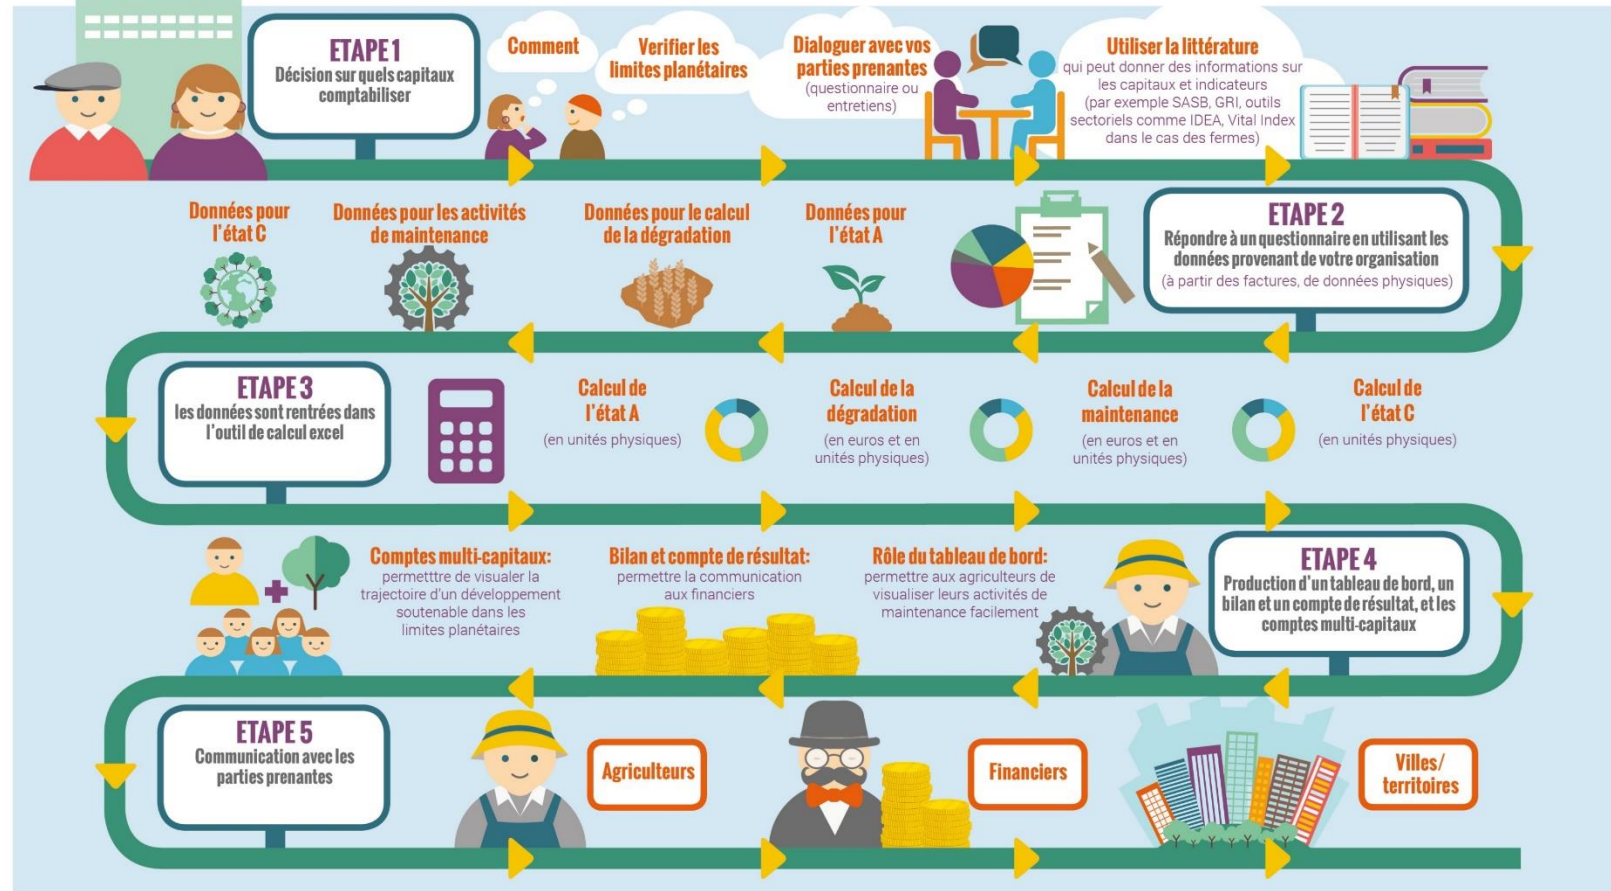 ETAPE 1
Décision sur quels capitaux
comptabiliser
Comment
Verifier les
limites planétaires
Dialoguer avec vos
parties prenantes
(questionnaire ou
entretiens)
Utiliser la littérature
qui peut donner des informations sur
les capitaux et indicateurs
(par exemple SASB, GRI, outils
sectoriels comme IDEA, Vital Index
dans le cas des fermes)
ETAPE 2
Répondre à un questionnaire en utilisant les
données provenant de votre organisation
(à partir des factures, de données physiques)
Données pour
l'état A
Données pour le calcul
de la dégradation
Données pour les activités
de maintenance
Données pour
l'état C
ETAPE 3
les données sont rentrées dans
l'outil de calcul excel
Calcul de
l'état A
(en unités physiques)
Calcul de la
dégradation
(en euros et en
unités physiques)
Calcul de la
maintenance
(en euros et en
unités physiques)
Calcul de
l'état C
(en unités physiques)
ETAPE 4
Production d'un tableau de bord, un
bilan et un compte de résultat, et les
comptes multi-capitaux
Rôle du tableau de bord:
permettre aux agriculteurs de
visualiser leurs activités de
maintenance facilement
Bilan et compte de résultat:
permettre la communication
aux financiers
Comptes multi-capitaux:
permetttre de visualer la
trajectoire d'un développement
soutenable dans les
limites planétaires
ETAPE 5
Communication avec les
parties prenantes
Agriculteurs
Financiers
Villes/
territoires